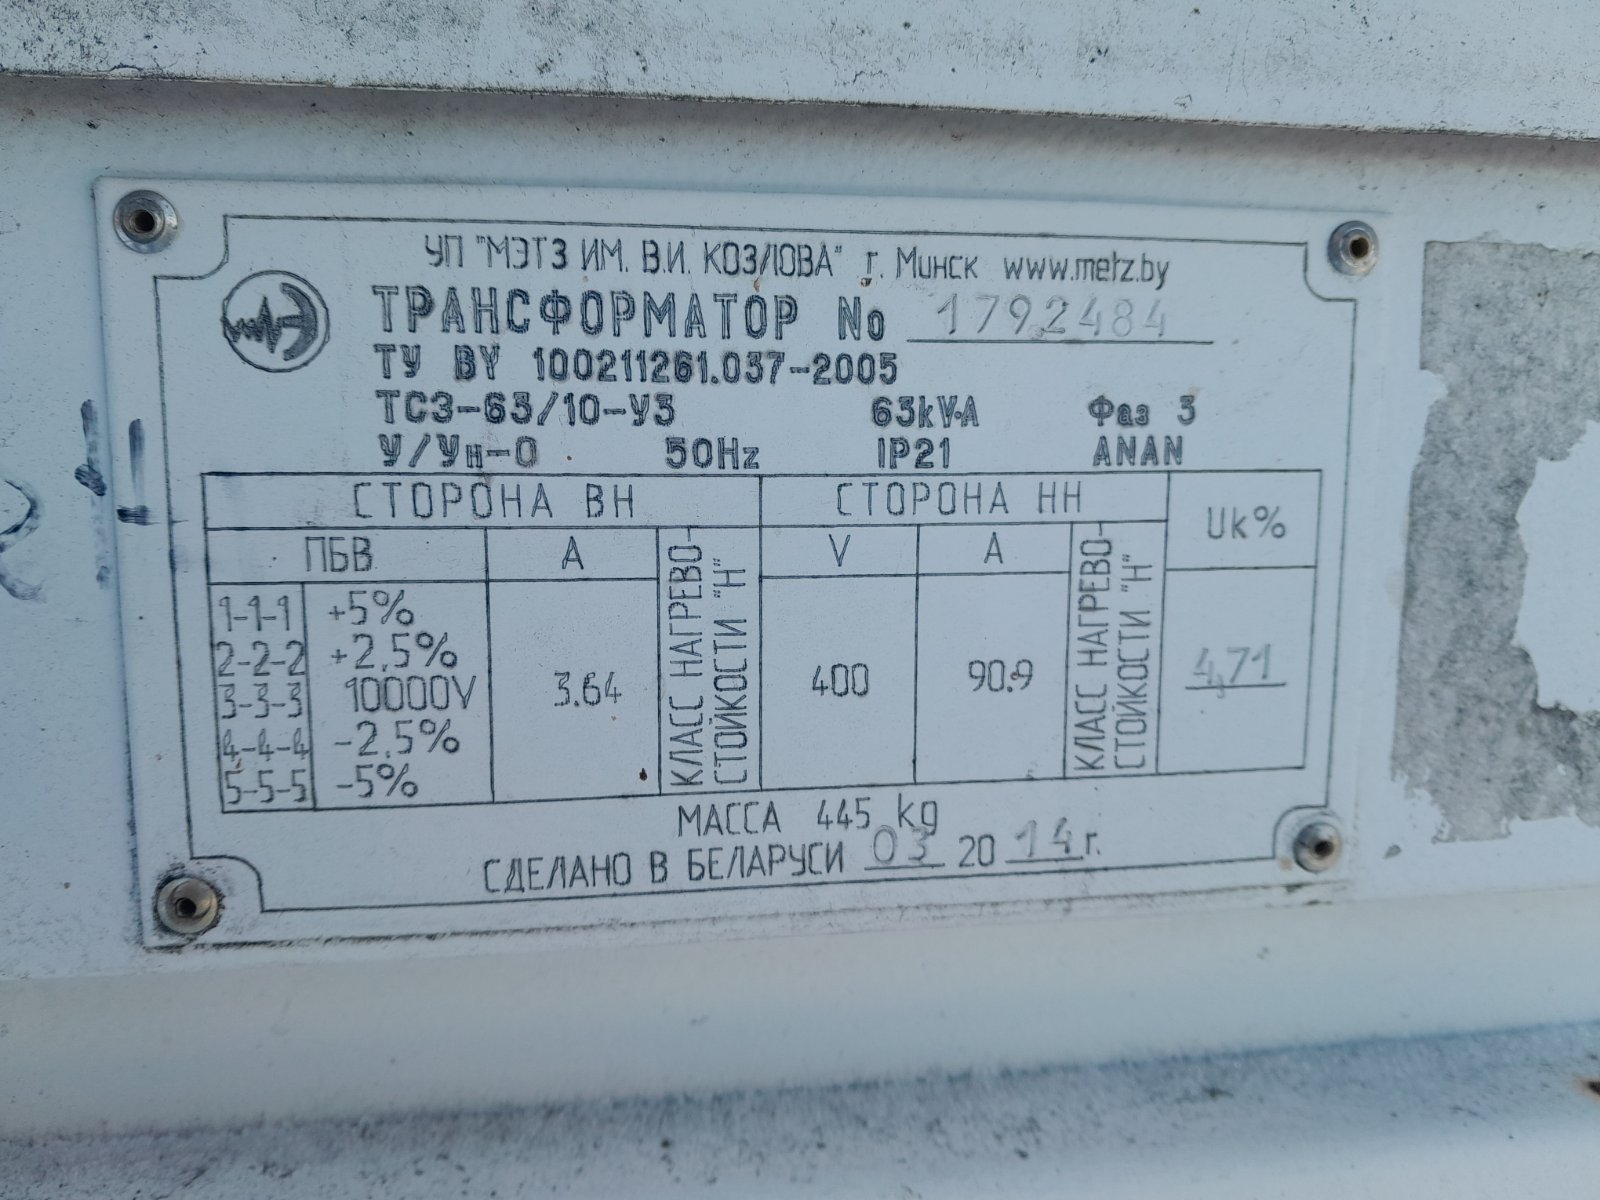 УП "МЭТЗ ИМ. В.И. КОЗЛОВА" г. Минск www.metz.by
ТРАНСФОРМАТОР No 1792484
ТУ BY 100211261.037-2005
ТСЗ-63/10-У3 63kV·A Фаз 3
У/Ун-0 50Hz IP21 ANAN
СТОРОНА ВН СТОРОНА НН Uk%
ПБВ А КЛАСС НАГРЕВО-СТОЙКОСТИ "Н" V A КЛАСС НАГРЕВО-СТОЙКОСТИ "Н"
1-1-1 +5%
2-2-2 +2,5%
3-3-3 10000V 3.64 400 90.9 4,71
4-4-4 -2,5%
5-5-5 -5%
МАССА 445 kg
СДЕЛАНО В БЕЛАРУСИ 03 2014г.